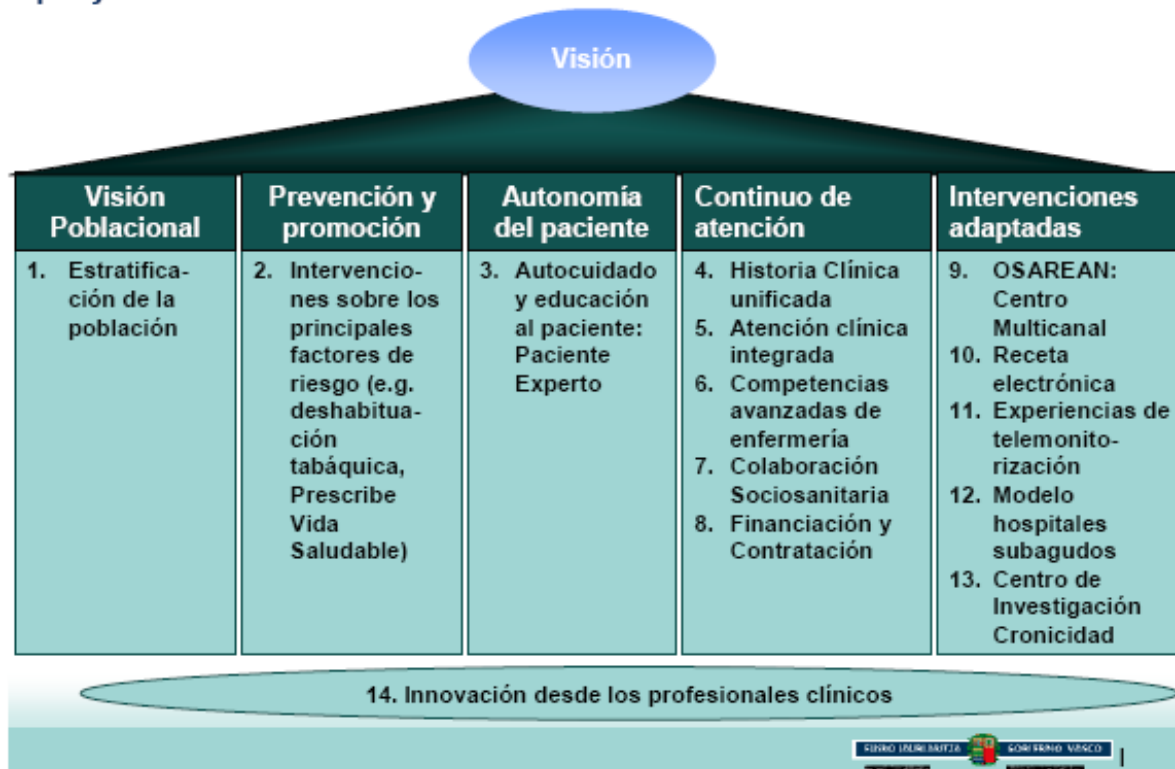 Visión
Visión
Poblacional
1. Estratifica-
ción de la
población
Prevención y
promoción
2. Intervencio-
nes sobre los
principales
factores de
riesgo (e.g.
deshabitua-
ción
tabáquica,
Prescribe
Vida
Saludable)
Autonomía
del paciente
3. Autocuidado
y educación
al paciente:
Paciente
Experto
Continuo de
atención
4. Historia Clínica
unificada
5. Atención clínica
integrada
6. Competencias
avanzadas de
enfermería
7. Colaboración
Sociosanitaria
8. Financiación y
Contratación
Intervenciones
adaptadas
9. OSAREAN:
Centro
Multicanal
10. Receta
electrónica
11. Experiencias de
telemonito-
rización
12. Modelo
hospitales
subagudos
13. Centro de
Investigación
Cronicidad
14. Innovación desde los profesionales clínicos
EUSKO JAURLARITZA GOBIERNO VASCO